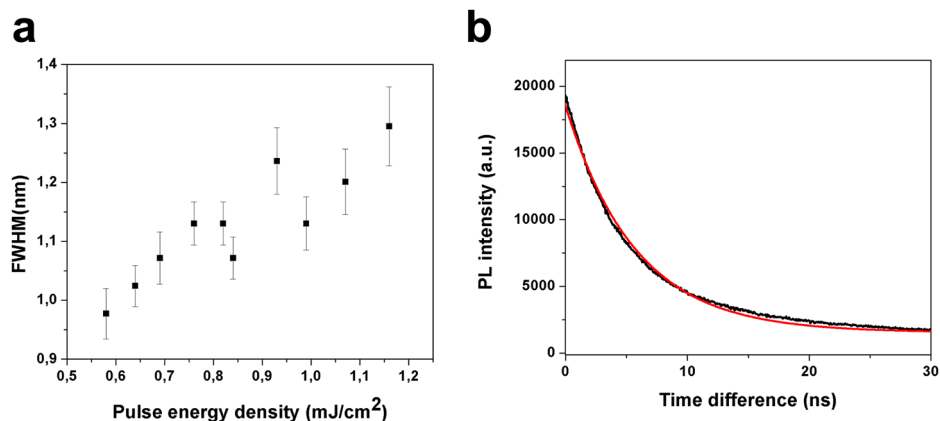 a
1,4
1,3
1,2
1,1
1,0
0,9
FWHM(nm)
0,5 0,6 0,7 0,8 0,9 1,0 1,1 1,2
Pulse energy density (mJ/cm²)
b
20000
15000
10000
5000
0
PL intensity (a.u.)
0 10 20 30
Time difference (ns)